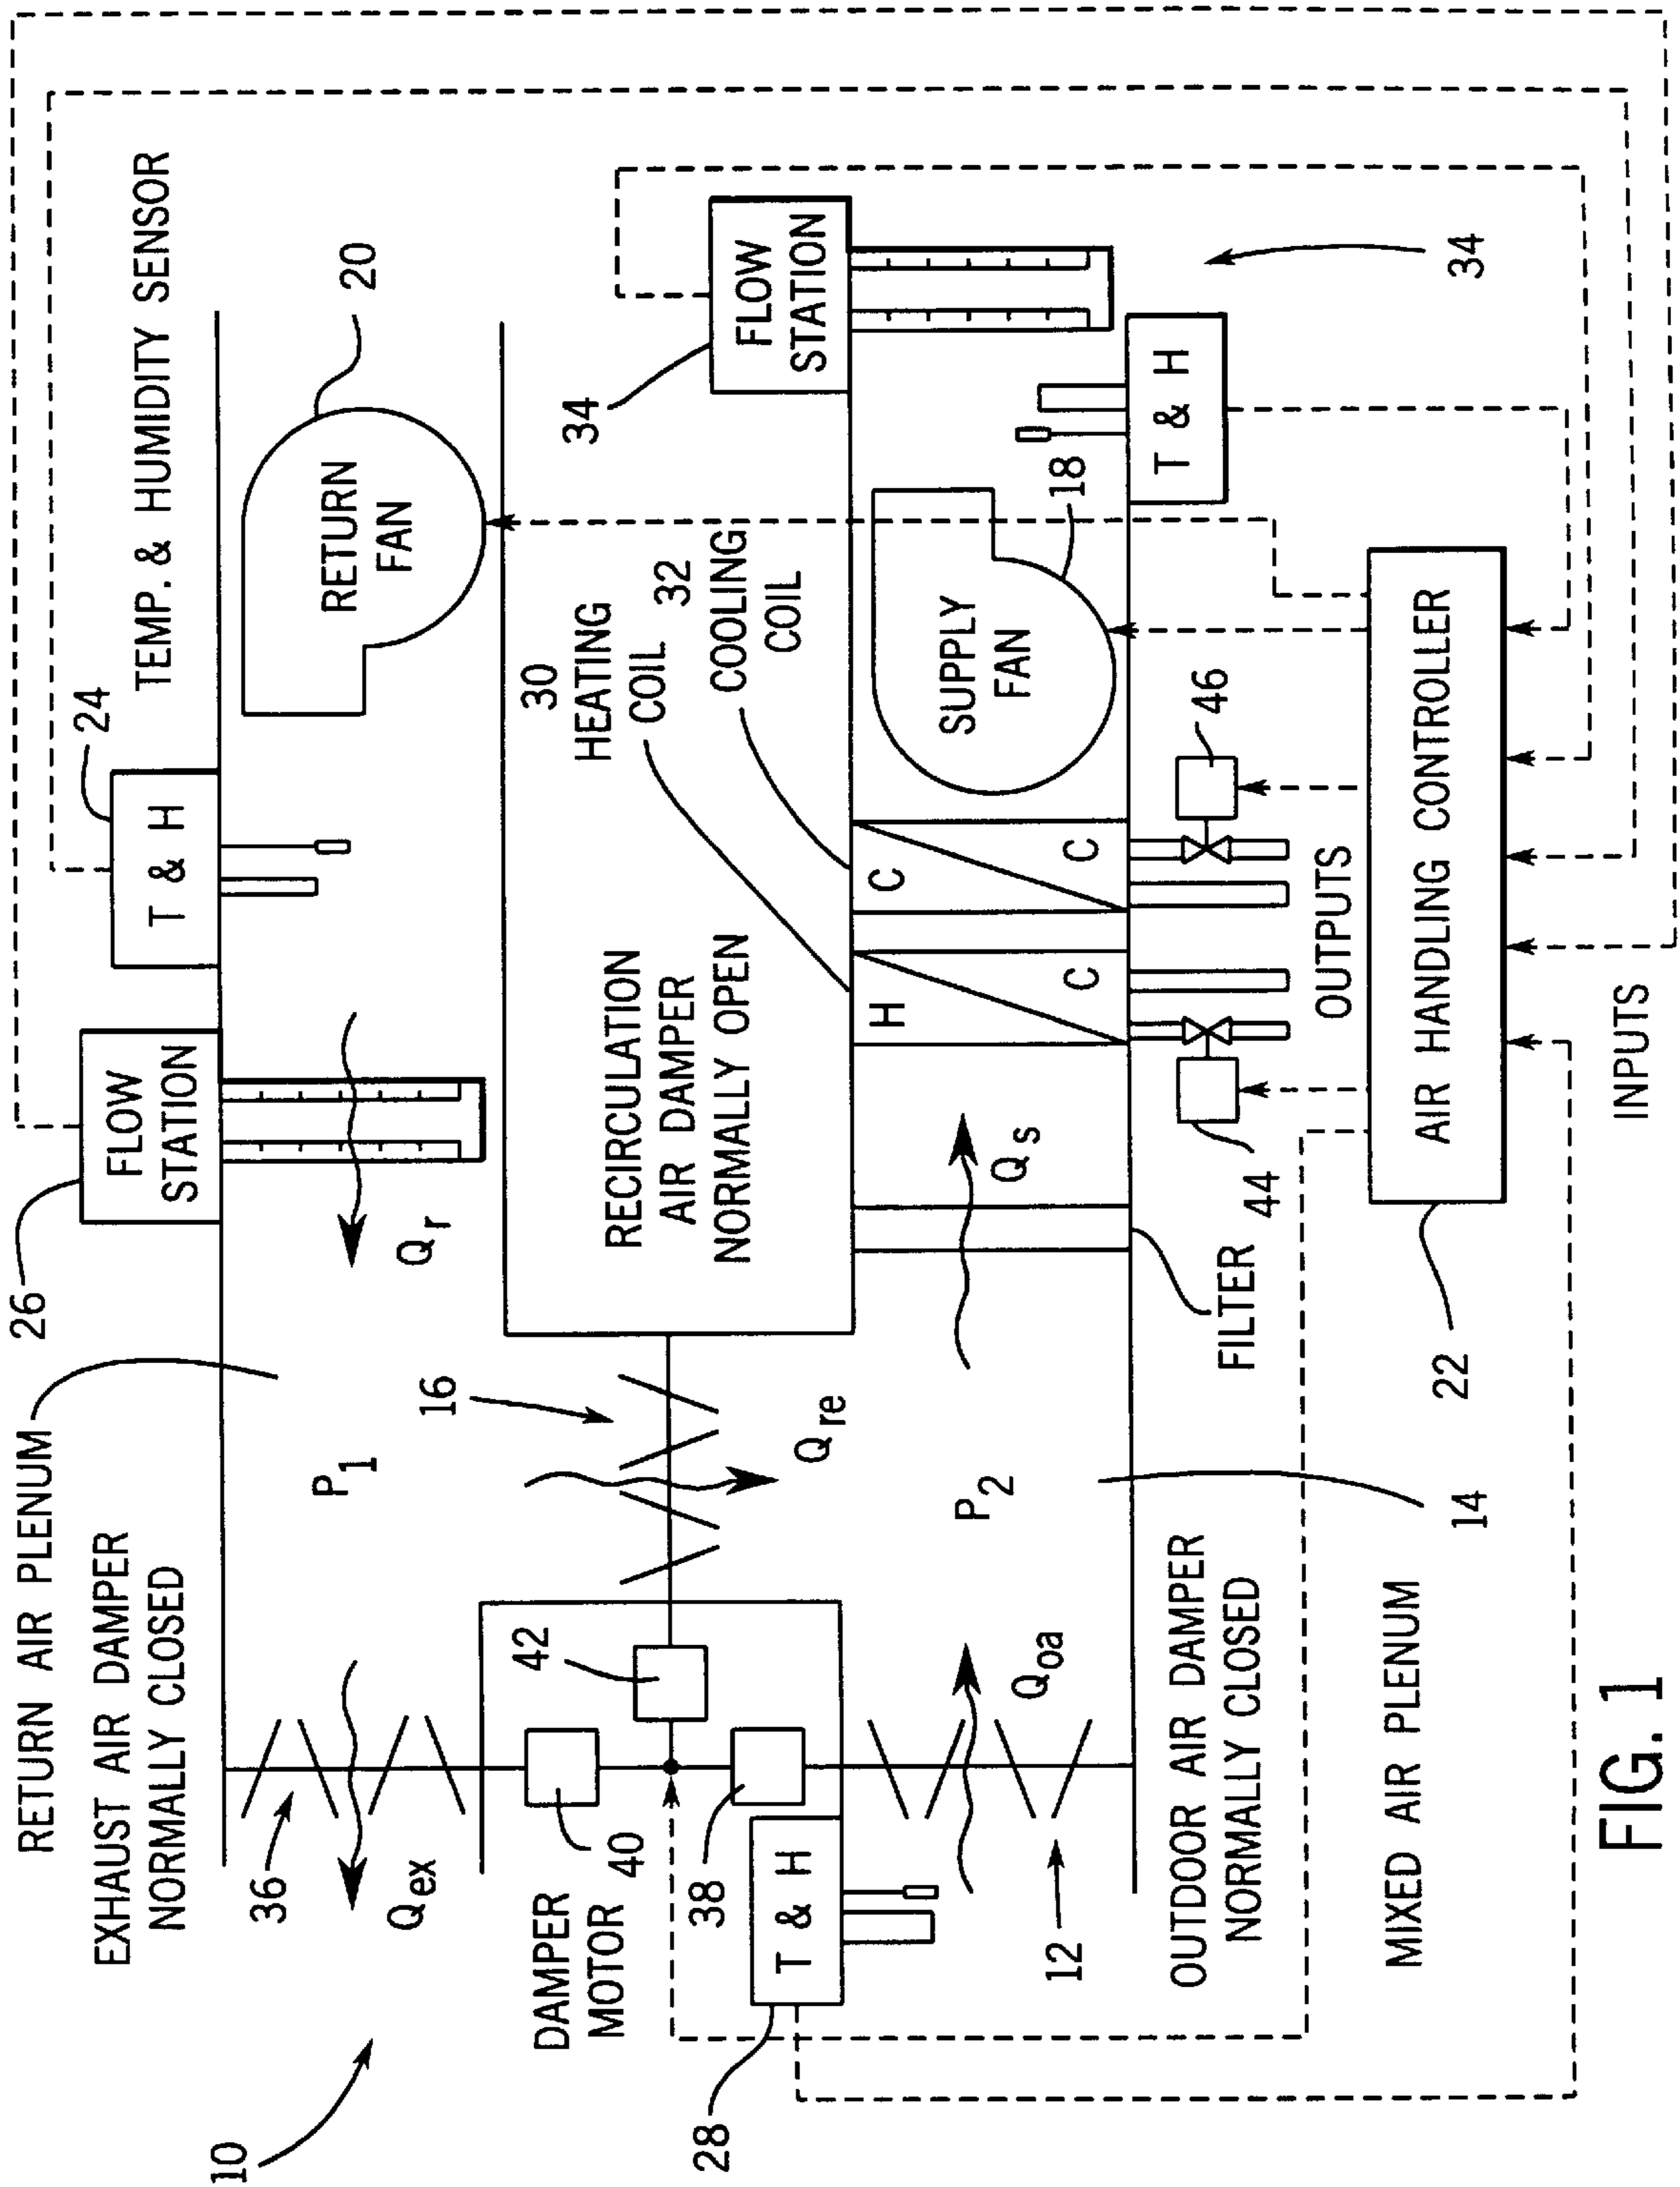 RETURN AIR PLENUM
26
FLOW
STATION
24
T & H
TEMP. & HUMIDITY SENSOR
EXHAUST AIR DAMPER
NORMALLY CLOSED
10
36
Qex
P1
Qr
RETURN
FAN
20
16
Qre
RECIRCULATION
AIR DAMPER
NORMALLY OPEN
30
HEATING
COIL
32
COOLING
COIL
34
FLOW
STATION
DAMPER
MOTOR
40
42
38
28
T & H
Qoa
P2
Qs
H
C
C
C
SUPPLY
FAN
18
T & H
34
12
OUTDOOR AIR DAMPER
NORMALLY CLOSED
FILTER
44
46
OUTPUTS
MIXED AIR PLENUM
14
22
AIR HANDLING CONTROLLER
INPUTS
FIG. 1